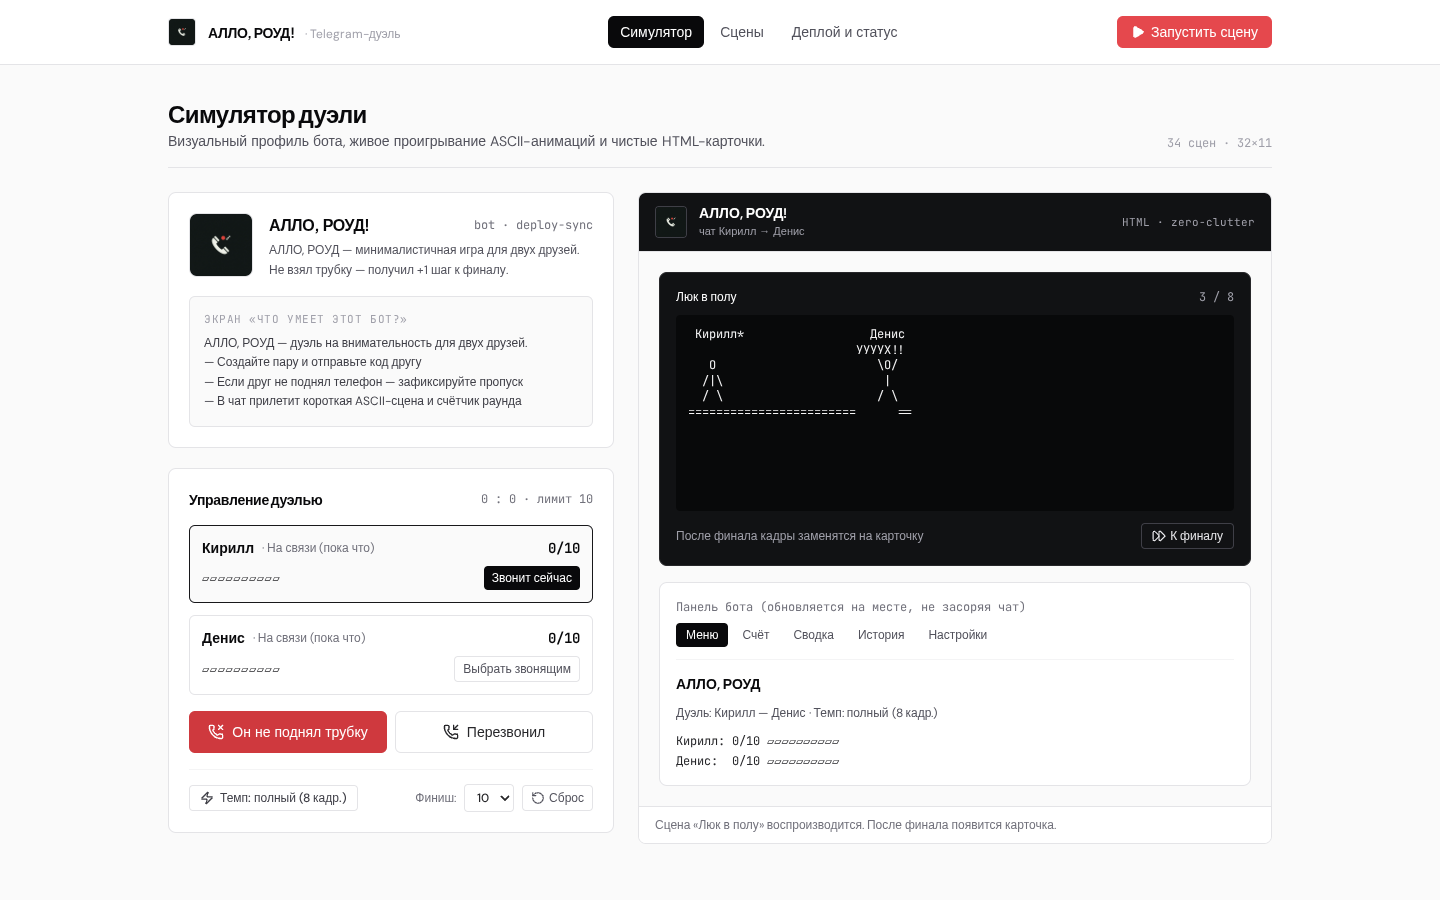 АЛЛО, РОУД! · Telegram-дуэль
Симулятор
Сцены
Деплой и статус
Запустить сцену
Симулятор дуэли
Визуальный профиль бота, живое проигрывание ASCII-анимаций и чистые HTML-карточки.
34 сцен · 32×11
АЛЛО, РОУД!
bot · deploy-sync
АЛЛО, РОУД — минималистичная игра для двух друзей.
Не взял трубку — получил +1 шаг к финалу.
ЭКРАН «ЧТО УМЕЕТ ЭТОТ БОТ?»
АЛЛО, РОУД — дуэль на внимательность для двух друзей.
— Создайте пару и отправьте код другу
— Если друг не поднял телефон — зафиксируйте пропуск
— В чат прилетит короткая ASCII-сцена и счётчик раунда
Управление дуэлью
0 : 0 · лимит 10
Кирилл · На связи (пока что)
0/10
▱▱▱▱▱▱▱▱▱▱
Звонит сейчас
Денис · На связи (пока что)
0/10
▱▱▱▱▱▱▱▱▱▱
Выбрать звонящим
Он не поднял трубку
Перезвонил
Темп: полный (8 кадр.)
Финиш:
10
Сброс
АЛЛО, РОУД!
чат Кирилл → Денис
HTML · zero-clutter
Люк в полу
3 / 8
Кирилл*                  Денис
                       УУУУХ!!
  O                       \O/
 /|\                       |
 / \                      / \
========================      ==
После финала кадры заменятся на карточку
К финалу
Панель бота (обновляется на месте, не засоряя чат)
Меню
Счёт
Сводка
История
Настройки
АЛЛО, РОУД
Дуэль: Кирилл — Денис · Темп: полный (8 кадр.)
Кирилл: 0/10 ▱▱▱▱▱▱▱▱▱▱
Денис:  0/10 ▱▱▱▱▱▱▱▱▱▱
Сцена «Люк в полу» воспроизводится. После финала появится карточка.